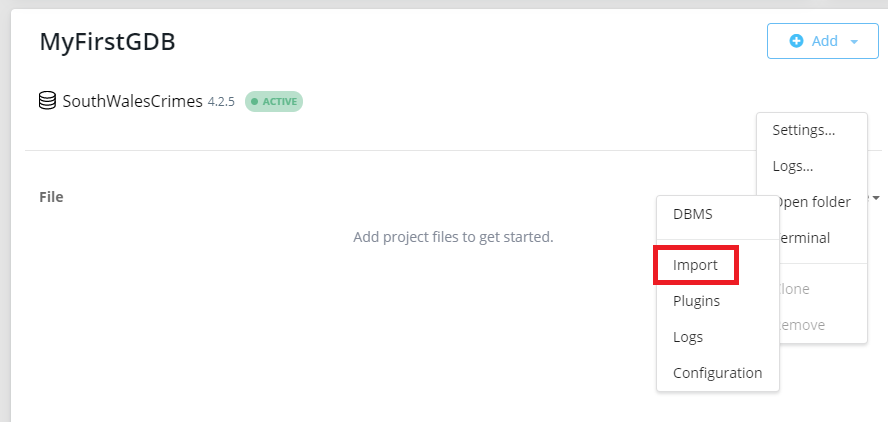 MyFirstGDB
Add
SouthWalesCrimes 4.2.5 ACTIVE
Settings...
Logs...
Open folder
Terminal
Clone
Remove
File
Add project files to get started.
DBMS
Import
Plugins
Logs
Configuration